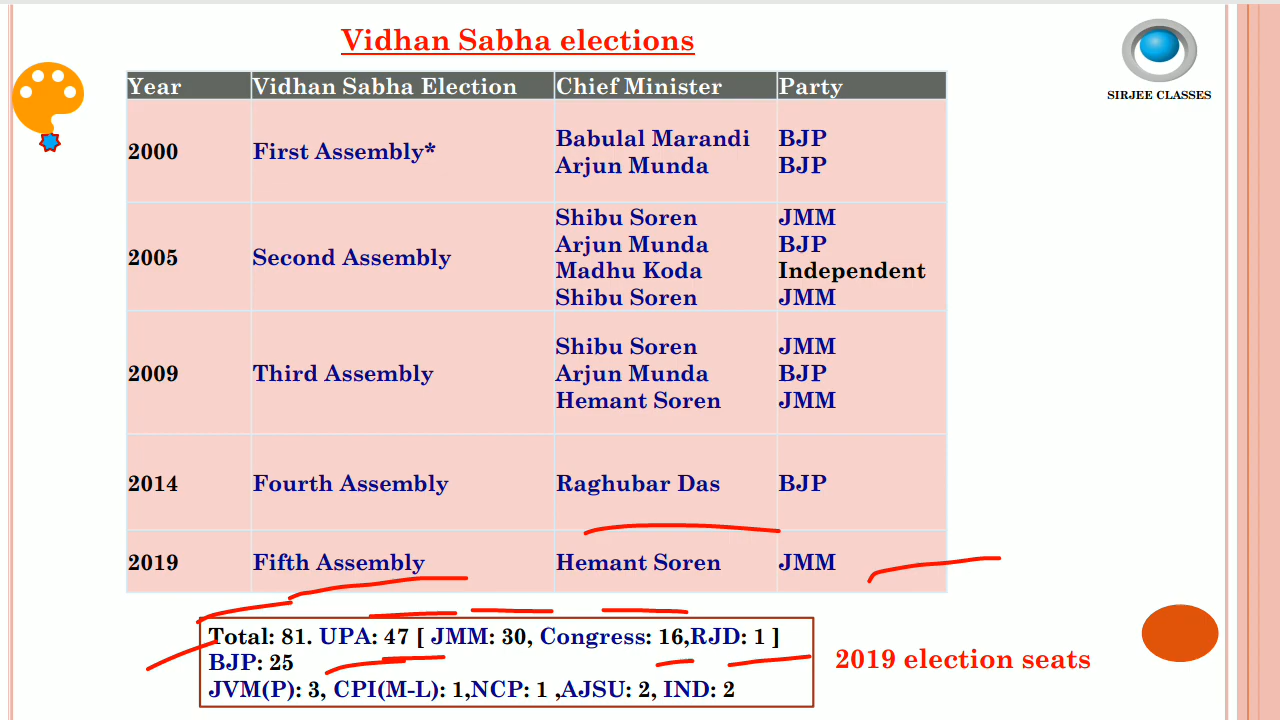 Vidhan Sabha elections
SIRJEE CLASSES
Year Vidhan Sabha Election Chief Minister Party
2000 First Assembly* Babulal Marandi BJP
Arjun Munda BJP
2005 Second Assembly Shibu Soren JMM
Arjun Munda BJP
Madhu Koda Independent
Shibu Soren JMM
2009 Third Assembly Shibu Soren JMM
Arjun Munda BJP
Hemant Soren JMM
2014 Fourth Assembly Raghubar Das BJP
2019 Fifth Assembly Hemant Soren JMM
Total: 81. UPA: 47 [ JMM: 30, Congress: 16,RJD: 1 ]
BJP: 25
JVM(P): 3, CPI(M-L): 1,NCP: 1 ,AJSU: 2, IND: 2
2019 election seats